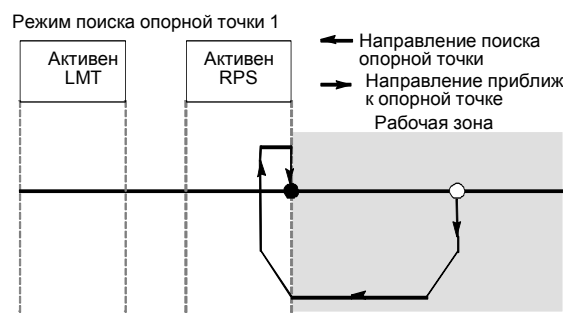 Режим поиска опорной точки 1
Активен
LMT
Активен
RPS
Направление поиска
опорной точки
Направление приближ
к опорной точке
Рабочая зона